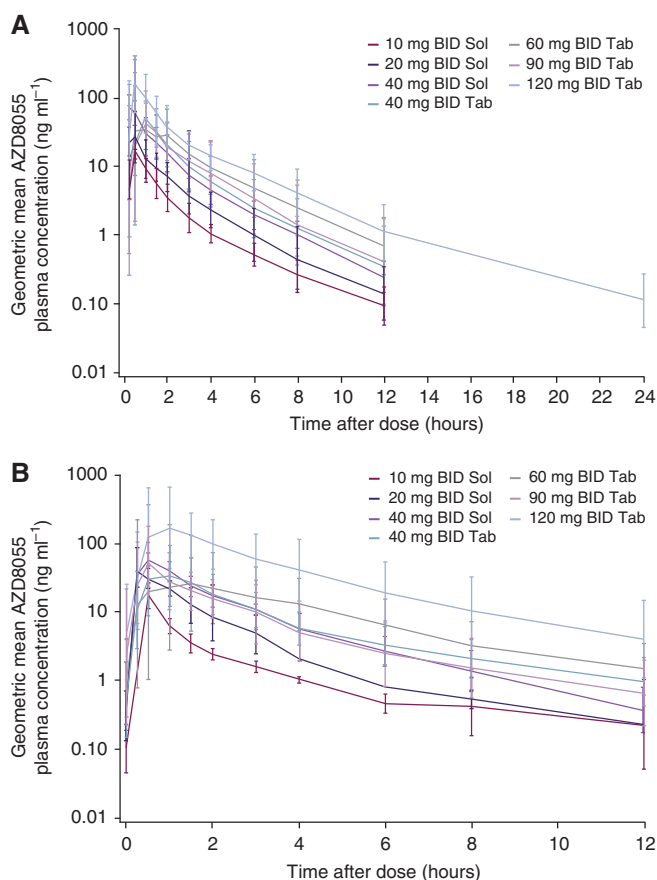 A
Geometric mean AZD8055
plasma concentration (ng ml⁻¹)
1000
100
10
1
0.10
0.01
10 mg BID Sol
20 mg BID Sol
40 mg BID Sol
40 mg BID Tab
60 mg BID Tab
90 mg BID Tab
120 mg BID Tab
0 2 4 6 8 10 12 14 16 18 20 22 24
Time after dose (hours)
B
Geometric mean AZD8055
plasma concentration (ng ml⁻¹)
1000
100
10
1
0.10
0.01
10 mg BID Sol
20 mg BID Sol
40 mg BID Sol
40 mg BID Tab
60 mg BID Tab
90 mg BID Tab
120 mg BID Tab
0 2 4 6 8 10 12
Time after dose (hours)